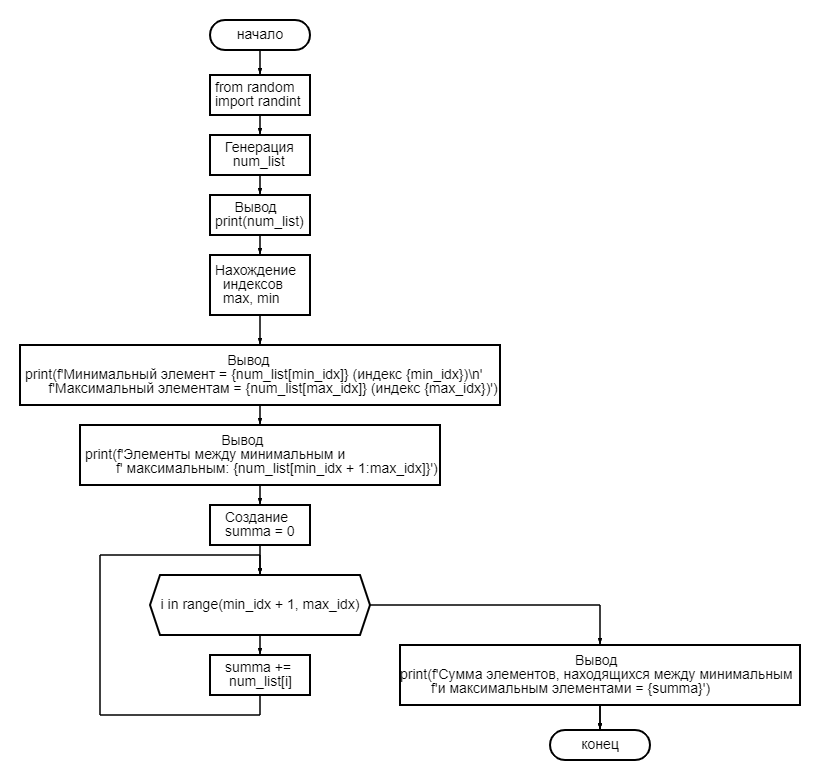 начало
from random
import randint
Генерация
num_list
Вывод
print(num_list)
Нахождение
индексов
max, min
Вывод
print(f'Минимальный элемент = {num_list[min_idx]} (индекс {min_idx})\n'
f'Максимальный элементам = {num_list[max_idx]} (индекс {max_idx})')
Вывод
print(f'Элементы между минимальным и
f' максимальным: {num_list[min_idx + 1:max_idx]}')
Создание
summa = 0
i in range(min_idx + 1, max_idx)
summa +=
num_list[i]
Вывод
print(f'Сумма элементов, находящихся между минимальным
f'и максимальным элементами = {summa}')
конец